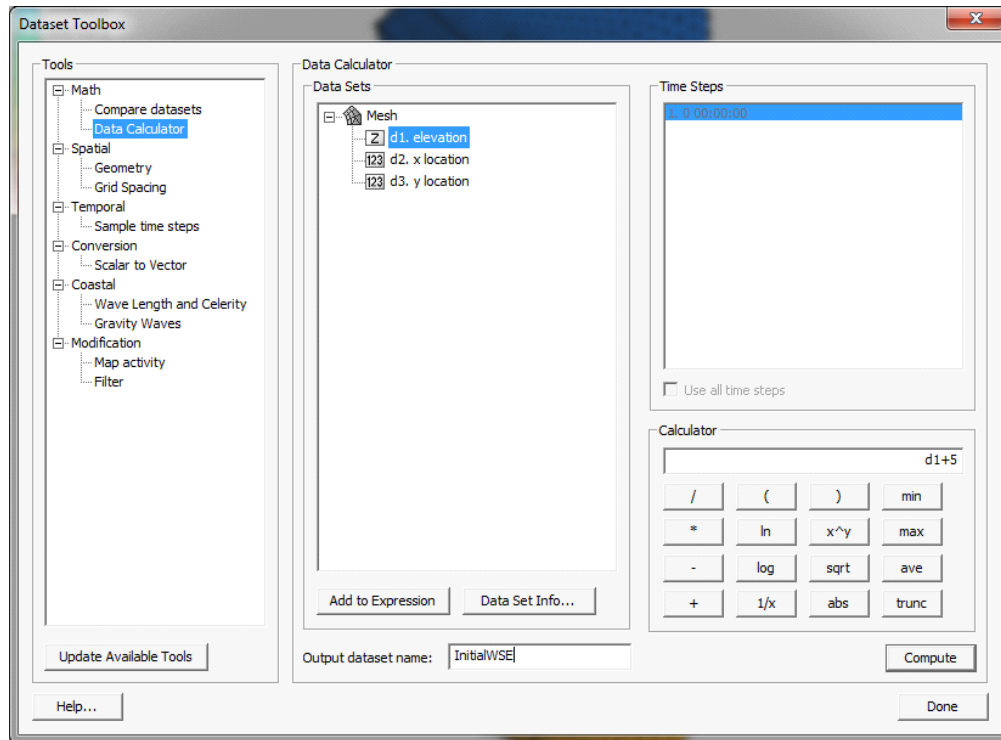 Dataset Toolbox
x
Tools
Math
Compare datasets
Data Calculator
Spatial
Geometry
Grid Spacing
Temporal
Sample time steps
Conversion
Scalar to Vector
Coastal
Wave Length and Celerity
Gravity Waves
Modification
Map activity
Filter
Update Available Tools
Help...
Data Calculator
Data Sets
Mesh
Z d1. elevation
123 d2. x location
123 d3. y location
Add to Expression Data Set Info...
Output dataset name: InitialWSE
Time Steps
1. 0 00:00:00
Use all time steps
Calculator
d1+5
/ ( ) min
* ln x^y max
- log sqrt ave
+ 1/x abs trunc
Compute
Done